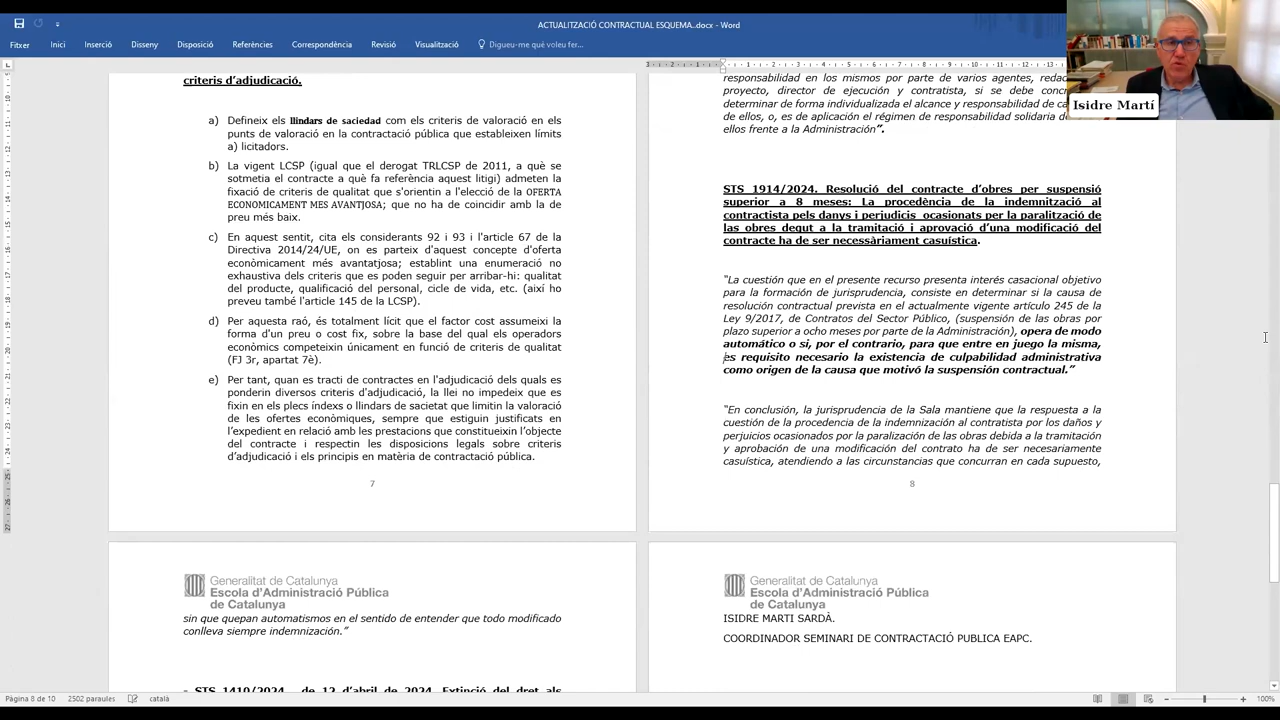 ACTUALITZACIÓ CONTRACTUAL ESQUEMA..docx - Word
Fitxer Inici Inserció Disseny Disposició Referències Correspondència Revisió Visualització Digueu-me què voleu fer...
Isidre Martí
criteris d'adjudicació.
a) Defineix els llindars de saciedad com els criteris de valoració en els
punts de valoració en la contractació pública que estableixen límits
a) licitadors.
b) La vigent LCSP (igual que el derogat TRLCSP de 2011, a què se
sotmetia el contracte a què fa referència aquest litigi) admeten la
fixació de criteris de qualitat que s'orientin a l'elecció de la OFERTA
ECONOMICAMENT MES AVANTJOSA; que no ha de coincidir amb la de
preu més baix.
c) En aquest sentit, cita els considerants 92 i 93 i l'article 67 de la
Directiva 2014/24/UE, on es parteix d'aquest concepte d'oferta
econòmicament més avantatjosa; establint una enumeració no
exhaustiva dels criteris que es poden seguir per arribar-hi: qualitat
del producte, qualificació del personal, cicle de vida, etc. (així ho
preveu també l'article 145 de la LCSP).
d) Per aquesta raó, és totalment lícit que el factor cost assumeixi la
forma d'un preu o cost fix, sobre la base del qual els operadors
econòmics competeixin únicament en funció de criteris de qualitat
(FJ 3r, apartat 7è).
e) Per tant, quan es tracti de contractes en l'adjudicació dels quals es
ponderin diversos criteris d'adjudicació, la llei no impedeix que es
fixin en els plecs índexs o llindars de sacietat que limitin la valoració
de les ofertes econòmiques, sempre que estiguin justificats en
l'expedient en relació amb les prestacions que constitueixin l'objecte
del contracte i respectin les disposicions legals sobre criteris
d'adjudicació i els principis en matèria de contractació pública.
7
responsabilidad en los mismos por parte de varios agentes,
proyecto, director de ejecución y contratista, si se debe
determinar de forma individualizada el alcance y responsabilidad de
de ellos, o, es de aplicación el régimen de responsabilidad solidaria
ellos frente a la Administración".
STS 1914/2024. Resolució del contracte d'obres per suspensió
superior a 8 meses: La procedència de la indemnització al
contractista pels danys i perjudicis ocasionats per la paralització de
las obres degut a la tramitació i aprovació d'una modificació del
contracte ha de ser necessàriament casuística.
"La cuestión que en el presente recurso presenta interés casacional objetivo
para la formación de jurisprudencia, consiste en determinar si la causa de
resolución contractual prevista en el actualmente vigente artículo 245 de la
Ley 9/2017, de Contratos del Sector Público, (suspensión de las obras por
plazo superior a ocho meses por parte de la Administración), opera de modo
automático o si, por el contrario, para que entre en juego la misma,
es requisito necesario la existencia de culpabilidad administrativa
como origen de la causa que motivó la suspensión contractual."
"En conclusión, la jurisprudencia de la Sala mantiene que la respuesta a la
cuestión de la procedencia de la indemnización al contratista por los daños y
perjuicios ocasionados por la paralización de las obras debida a la tramitación
y aprobación de una modificación del contrato ha de ser necesariamente
casuística, atendiendo a las circunstancias que concurran en cada supuesto,
8
Generalitat de Catalunya
Escola d'Administració Pública
de Catalunya
sin que quepan automatismos en el sentido de entender que todo modificado
conlleva siempre indemnización."
- STS 1410/2024, de 12 d'abril de 2024. Extinció del dret als
Generalitat de Catalunya
Escola d'Administració Pública
de Catalunya
ISIDRE MARTI SARDÀ.
COORDINADOR SEMINARI DE CONTRACTACIÓ PUBLICA EAPC.
Pàgina 8 de 10 2502 paraules català 100%